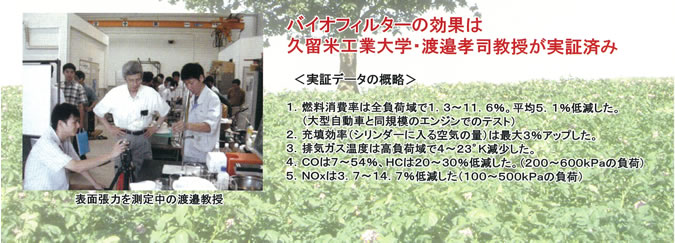 バイオフィルターの効果は
久留米工業大学・渡邉孝司教授が実証済み
＜実証データの概略＞
1．燃料消費率は全負荷域で1．3～11．6%。平均5．1%低減した。
（大型自動車と同規模のエンジンでのテスト）
2．充填効率（シリンダーに入る空気の量）は最大3%アップした。
3．排気ガス温度は高負荷域で4～23°K減少した。
4．COは7～54%、HCは20～30%低減した。（200～600kPaの負荷）
5．NOxは3．7～14．7%低減した（100～500kPaの負荷）
表面張力を測定中の渡邉教授